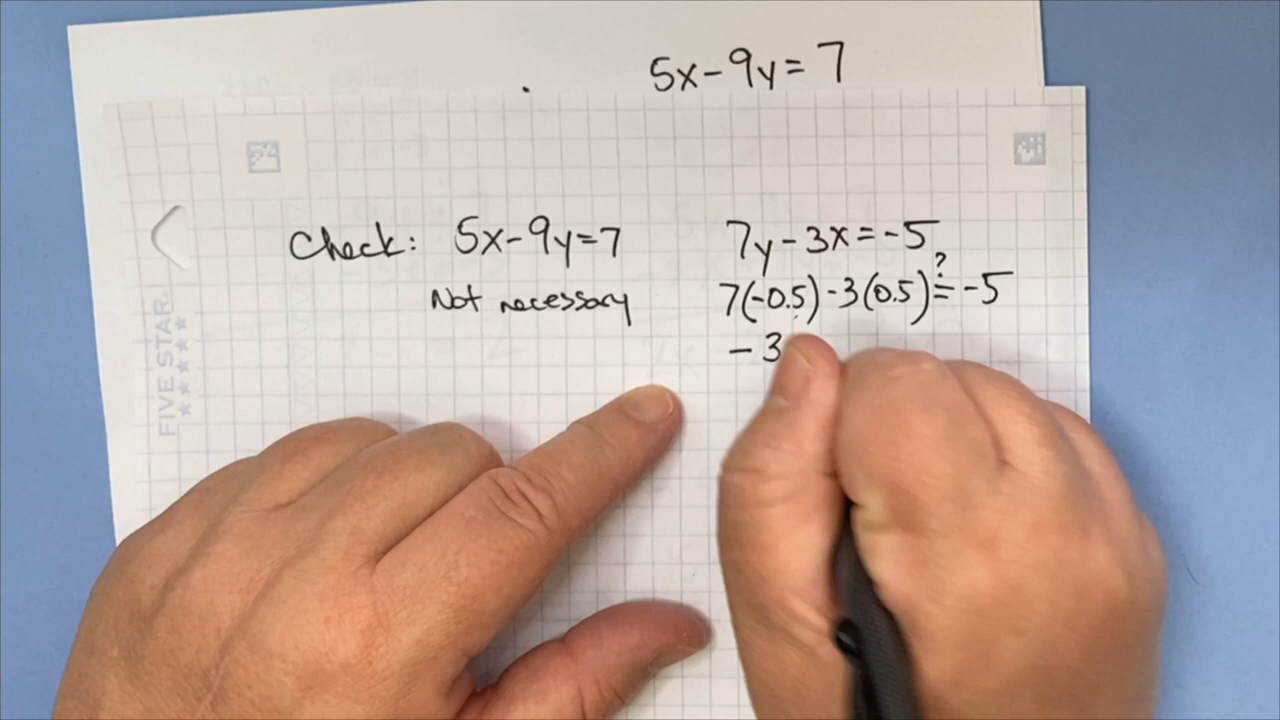 5x-9y=7
Check: 5x-9y=7 7y-3x=-5
Not necessary 7(-0.5)-3(0.5)≟-5
-3
FIVE STAR.